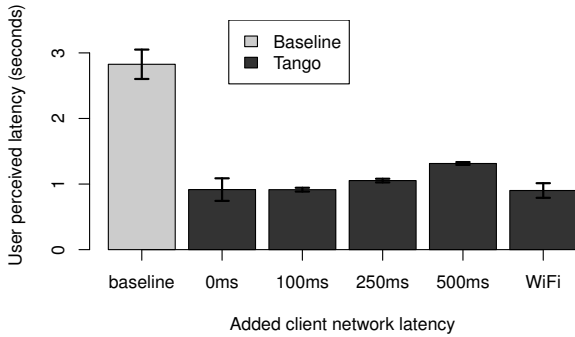 User perceived latency (seconds)
3
2
1
0
Baseline
Tango
baseline 0ms 100ms 250ms 500ms WiFi
Added client network latency